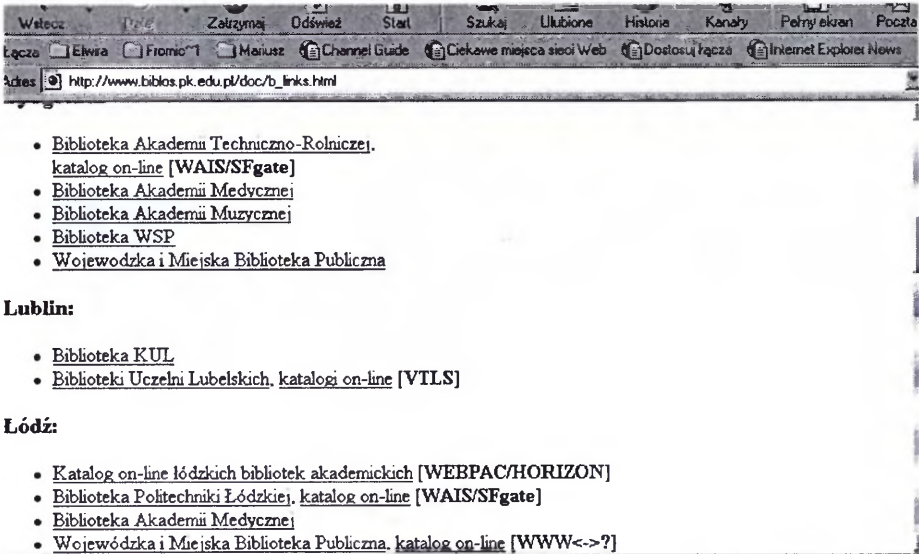 Wstecz Dalej Zatrzymaj Odśwież Start Szukaj Ulubione Historia Kanały Pełny ekran Poczta
Łącza Elwira Fromic~1 Mariusz Channel Guide Ciekawe miejsca sieci Web Dostosuj łącza Internet Explorer News
Adres http://www.biblos.pk.edu.pl/doc/b_links.html
• Biblioteka Akademii Techniczno-Rolniczej,
katalog on-line [WAIS/SFgate]
• Biblioteka Akademii Medycznej
• Biblioteka Akademii Muzycznej
• Biblioteka WSP
• Wojewodzka i Miejska Biblioteka Publiczna
Lublin:
• Biblioteka KUL
• Biblioteki Uczelni Lubelskich, katalogi on-line [VTLS]
Łódź:
• Katalog on-line łódzkich bibliotek akademickich [WEBPAC/HORIZON]
• Biblioteka Politechniki Łódzkiej, katalog on-line [WAIS/SFgate]
• Biblioteka Akademii Medycznej
• Wojewódzka i Miejska Biblioteka Publiczna, katalog on-line [WWW<->?]